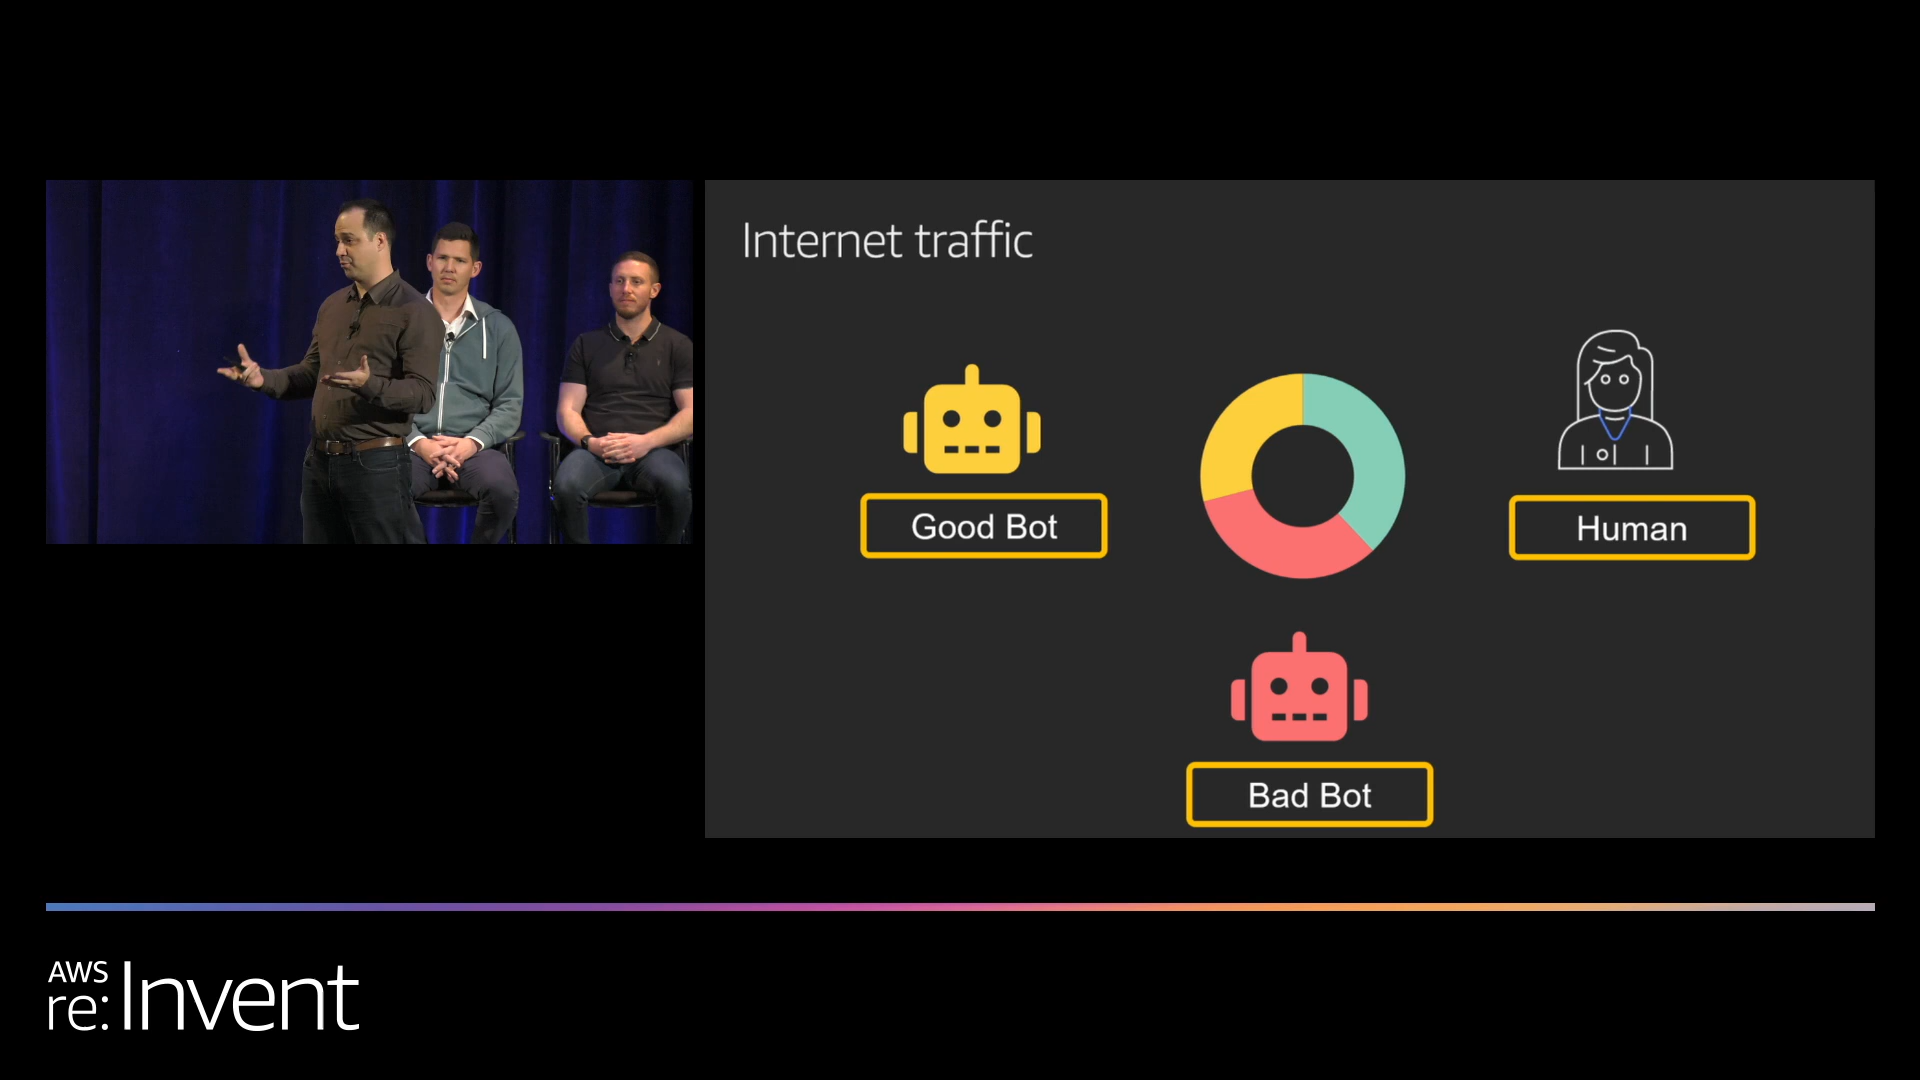 Internet traffic
Good Bot
Human
Bad Bot
AWS
re:Invent